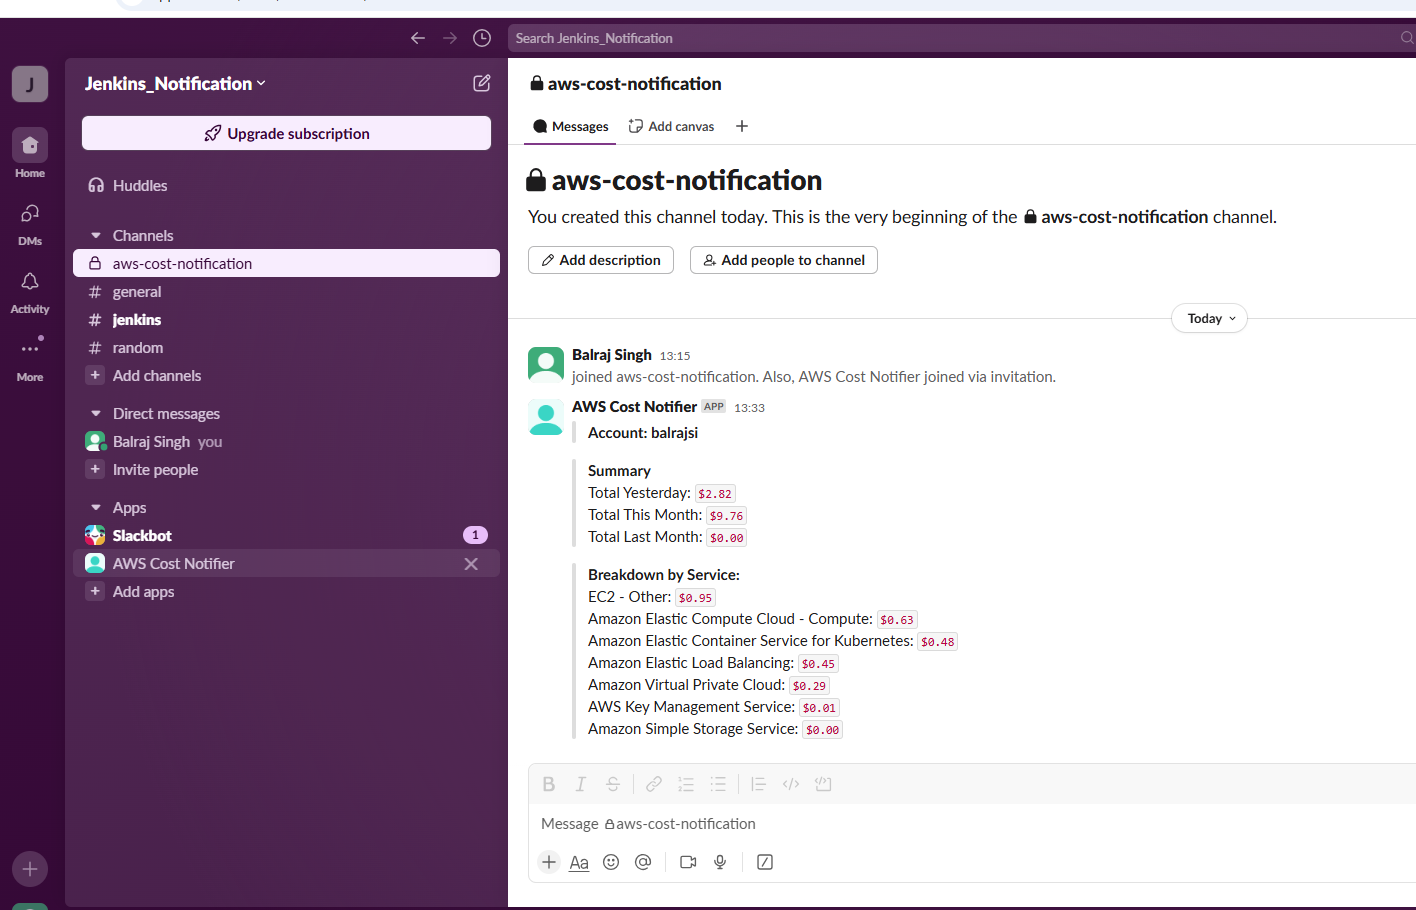 Search Jenkins_Notification
J
Jenkins_Notification
Upgrade subscription
Home
Huddles
DMs
Channels
aws-cost-notification
general
Activity
jenkins
random
More
Add channels
Direct messages
Balraj Singh you
Invite people
Apps
Slackbot 1
AWS Cost Notifier
Add apps
aws-cost-notification
Messages
Add canvas
aws-cost-notification
You created this channel today. This is the very beginning of the aws-cost-notification channel.
Add description
Add people to channel
Today
Balraj Singh 13:15
joined aws-cost-notification. Also, AWS Cost Notifier joined via invitation.
AWS Cost Notifier APP 13:33
Account: balrajsi
Summary
Total Yesterday: $2.82
Total This Month: $9.76
Total Last Month: $0.00
Breakdown by Service:
EC2 - Other: $0.95
Amazon Elastic Compute Cloud - Compute: $0.63
Amazon Elastic Container Service for Kubernetes: $0.48
Amazon Elastic Load Balancing: $0.45
Amazon Virtual Private Cloud: $0.29
AWS Key Management Service: $0.01
Amazon Simple Storage Service: $0.00
Message aws-cost-notification
Aa